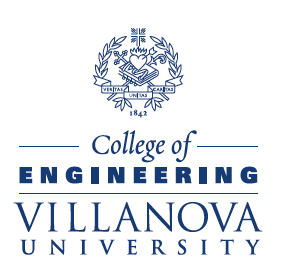 VERITAS CARITAS
UNITAS
1842
College of
ENGINEERING
VILLANOVA
UNIVERSITY